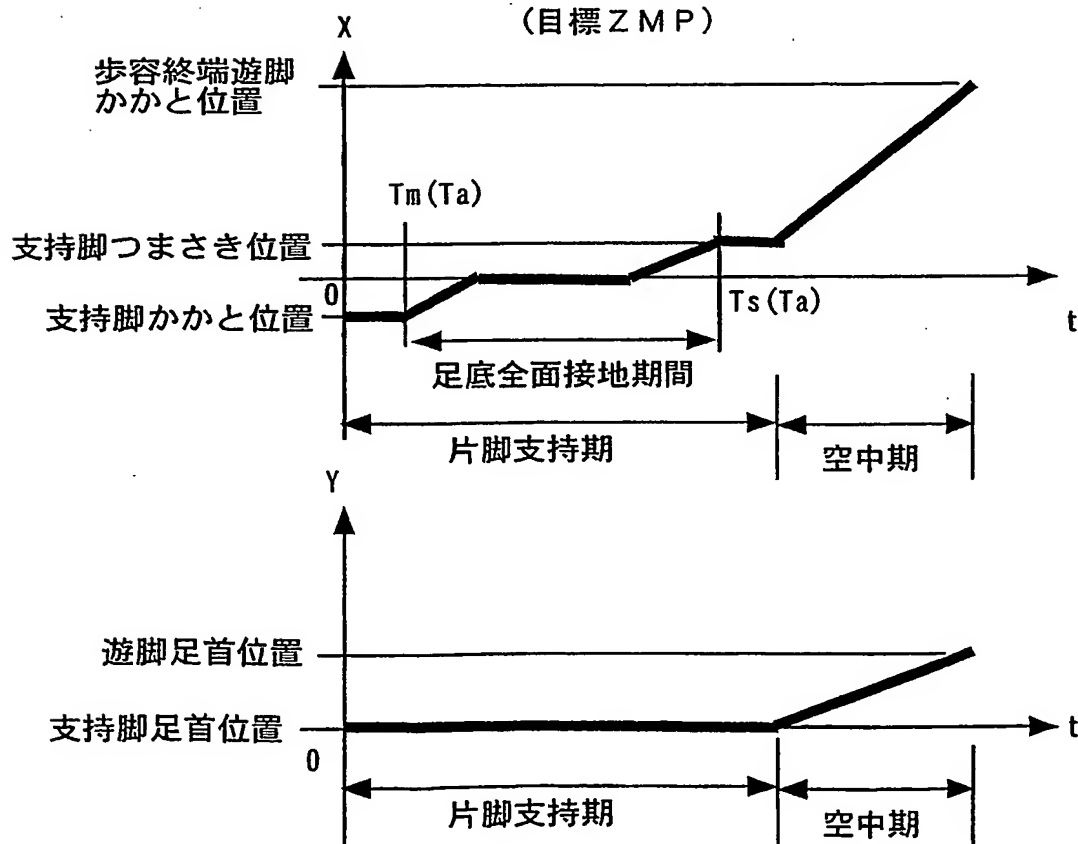 (目標ZMP)
X
歩容終端遊脚
かかと位置
Tm(Ta)
支持脚つまさき位置
0
Ts(Ta)
支持脚かかと位置
t
足底全面接地期間
片脚支持期
空中期
Y
遊脚足首位置
支持脚足首位置
t
0
片脚支持期
空中期